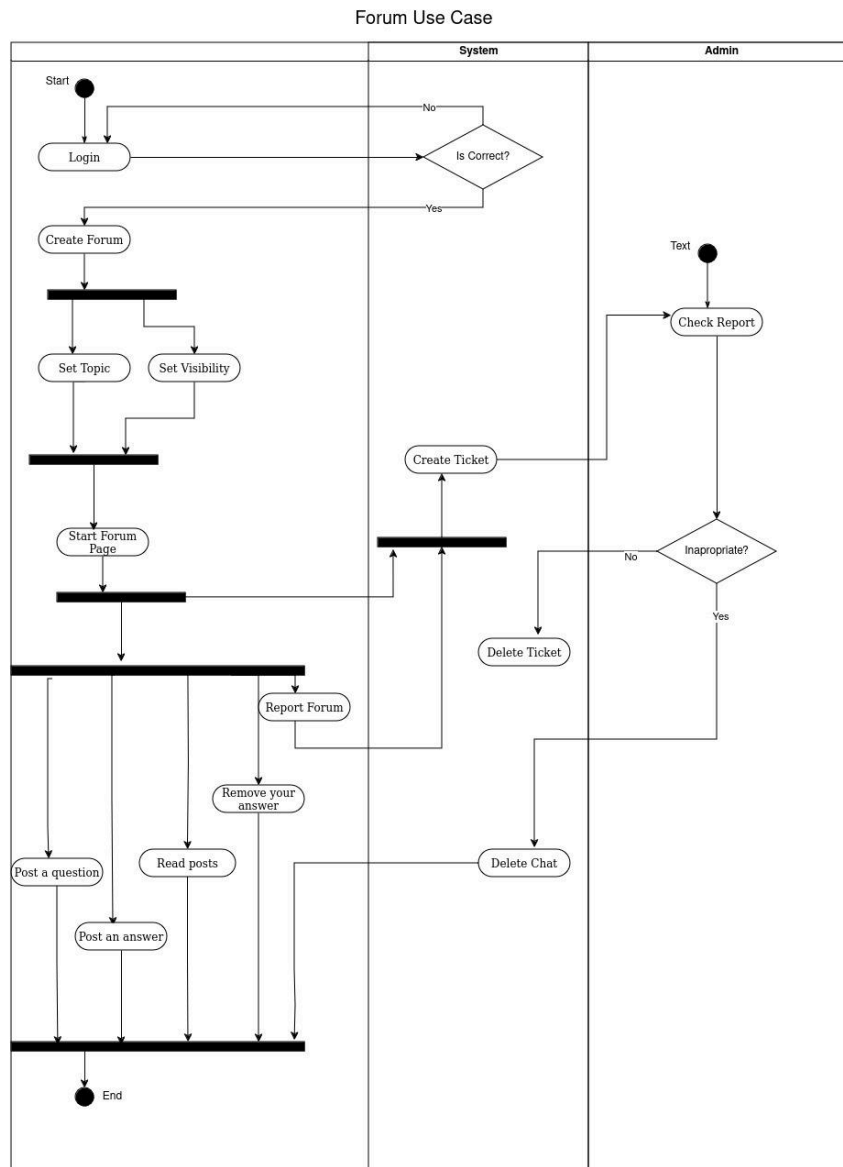 Forum Use Case
System
Admin
Start
No
Login
Is Correct?
Yes
Create Forum
Text
Check Report
Set Topic
Set Visibility
Create Ticket
Start Forum
Page
Inapropriate?
No
Yes
Delete Ticket
Report Forum
Remove your
answer
Read posts
Delete Chat
Post a question
Post an answer
End